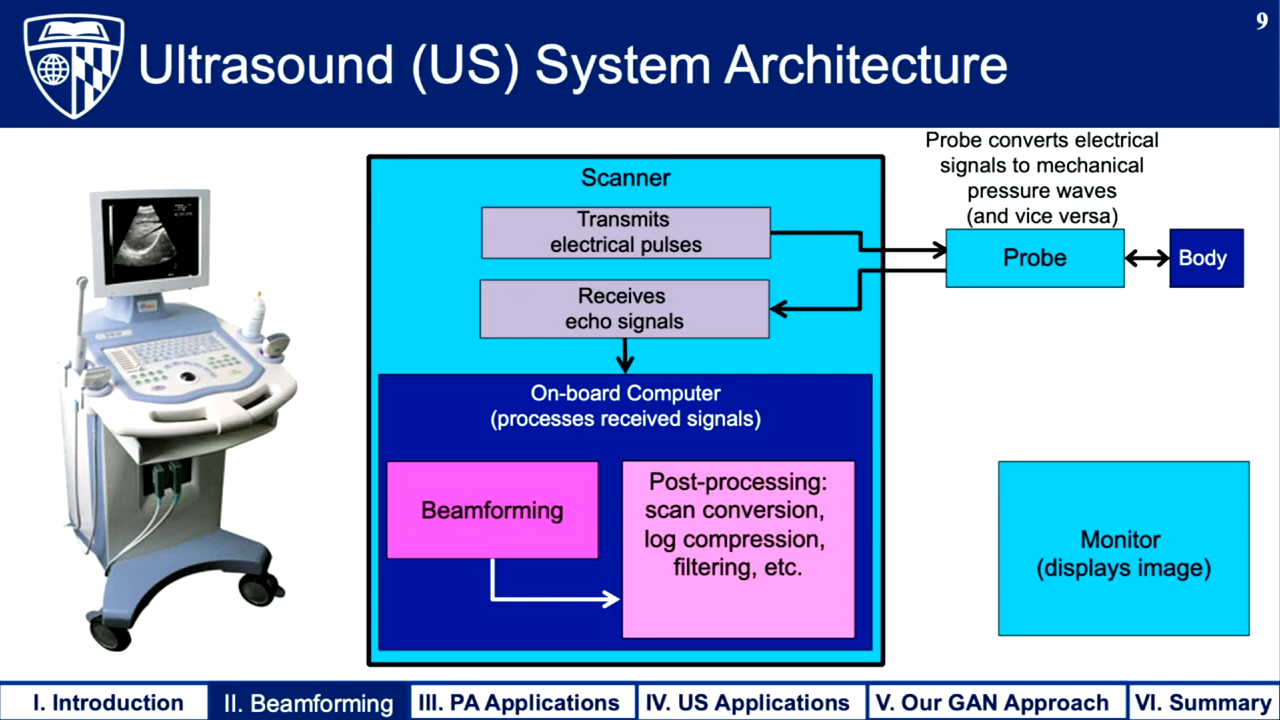 9
Ultrasound (US) System Architecture
Probe converts electrical
signals to mechanical
pressure waves
(and vice versa)
Scanner
Transmits
electrical pulses
Probe
Body
Receives
echo signals
On-board Computer
(processes received signals)
Beamforming
Post-processing:
scan conversion,
log compression,
filtering, etc.
Monitor
(displays image)
I. Introduction
II. Beamforming
III. PA Applications
IV. US Applications
V. Our GAN Approach
VI. Summary